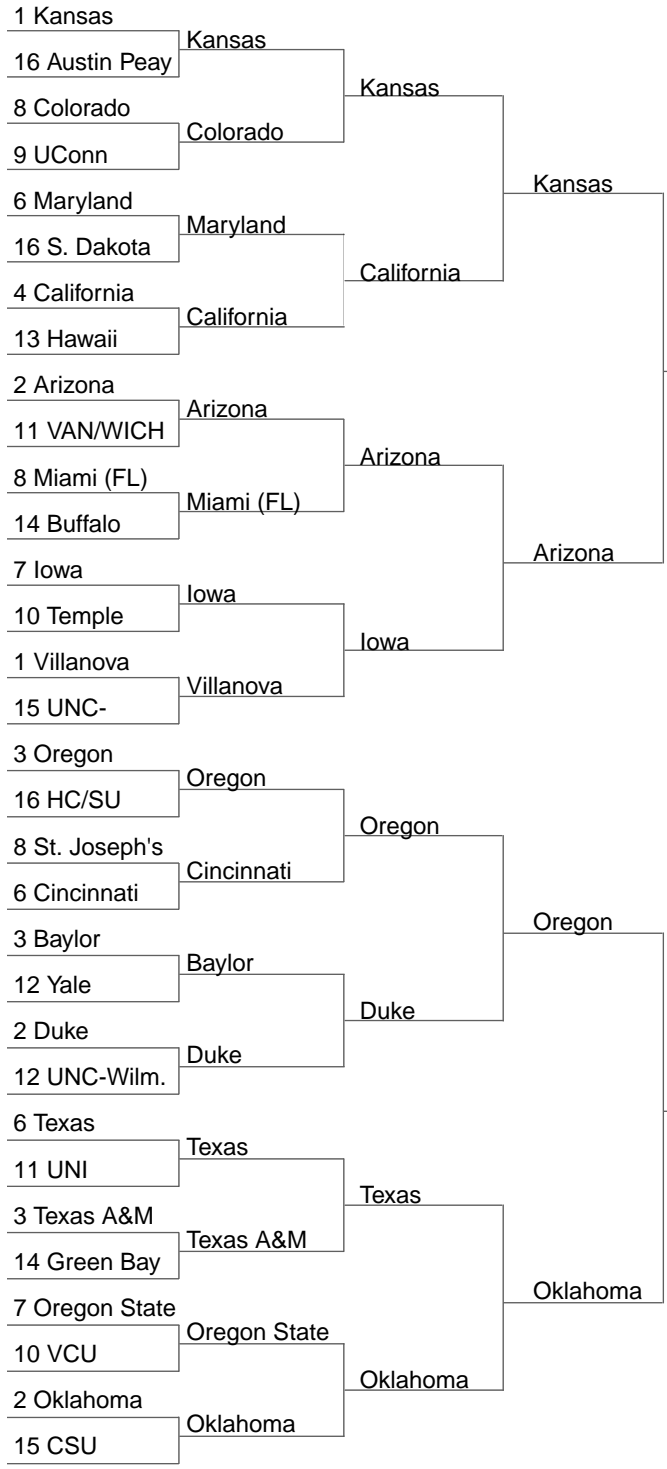 1 Kansas
16 Austin Peay
8 Colorado
9 UConn
6 Maryland
16 S. Dakota
4 California
13 Hawaii
2 Arizona
11 VAN/WICH
8 Miami (FL)
14 Buffalo
7 Iowa
10 Temple
1 Villanova
15 UNC-
3 Oregon
16 HC/SU
8 St. Joseph's
6 Cincinnati
3 Baylor
12 Yale
2 Duke
12 UNC-Wilm.
6 Texas
11 UNI
3 Texas A&M
14 Green Bay
7 Oregon State
10 VCU
2 Oklahoma
15 CSU
Kansas
Colorado
Maryland
California
Arizona
Miami (FL)
Iowa
Villanova
Oregon
Cincinnati
Baylor
Duke
Texas
Texas A&M
Oregon State
Oklahoma
Kansas
California
Arizona
Iowa
Oregon
Duke
Texas
Oklahoma
Kansas
Arizona
Oregon
Oklahoma